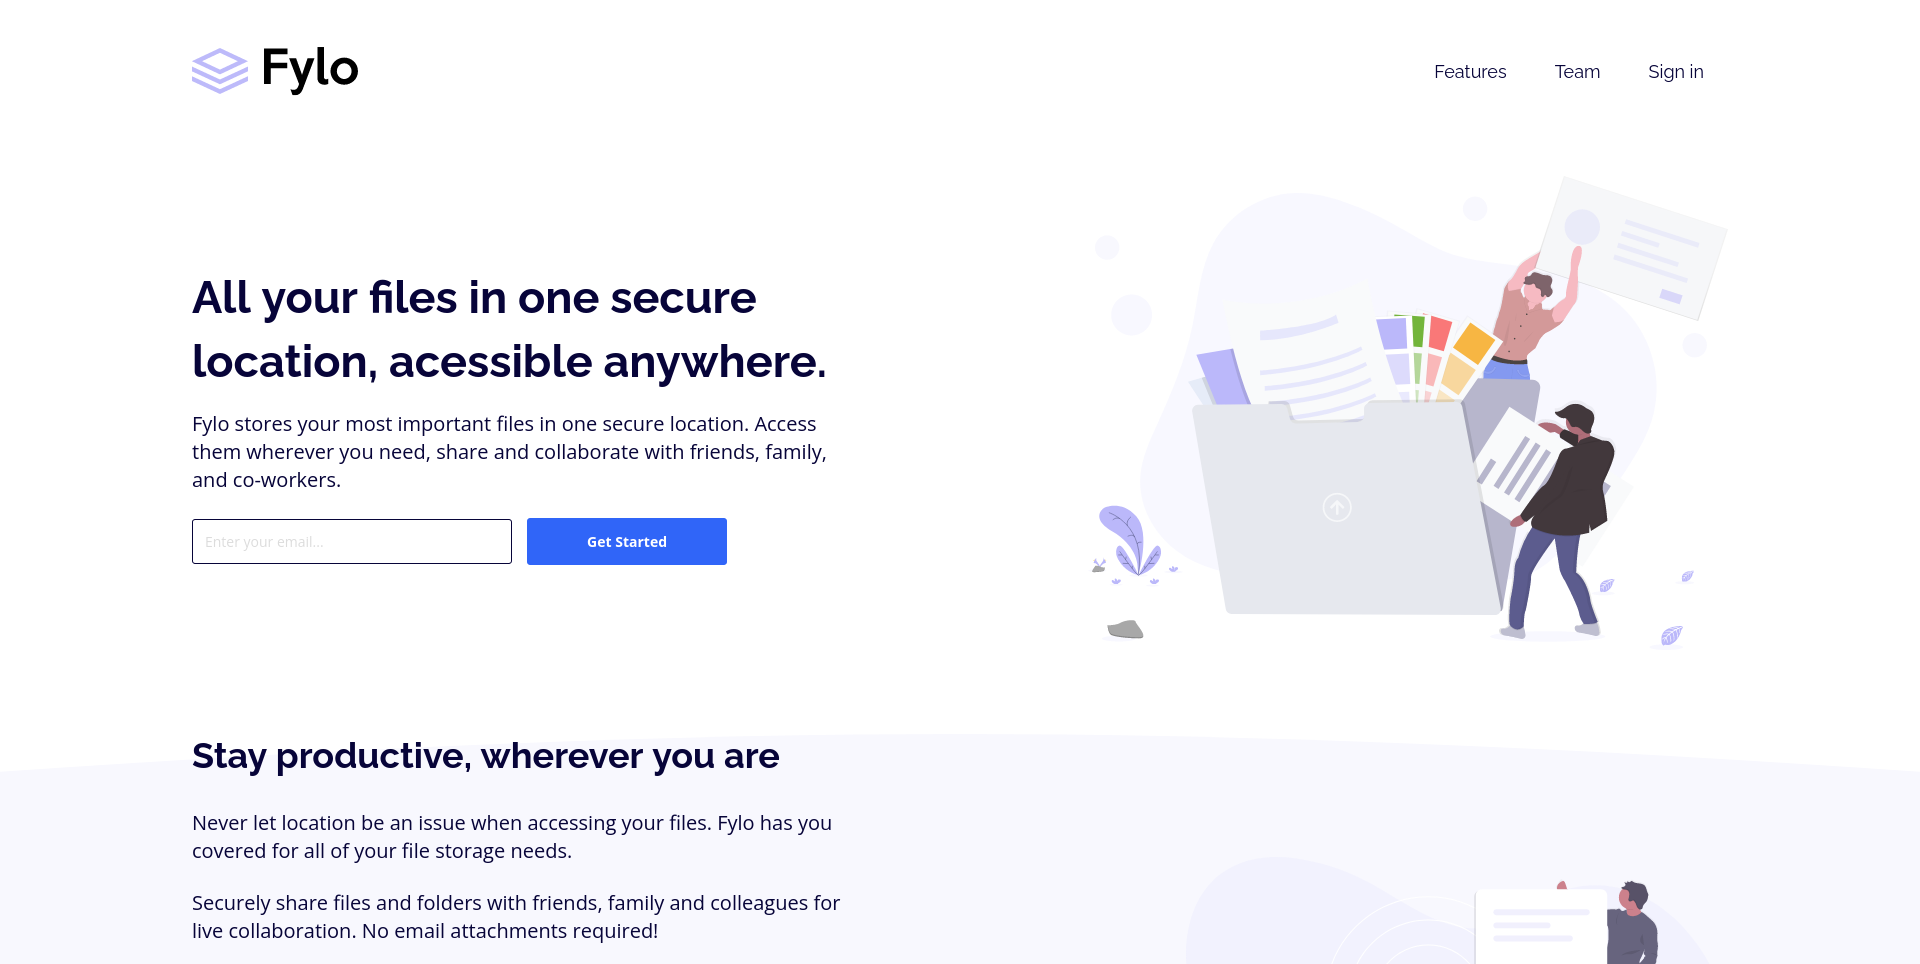 Fylo
Features
Team
Sign in
All your files in one secure
location, acessible anywhere.
Fylo stores your most important files in one secure location. Access
them wherever you need, share and collaborate with friends, family,
and co-workers.
Enter your email...
Get Started
Stay productive, wherever you are
Never let location be an issue when accessing your files. Fylo has you
covered for all of your file storage needs.
Securely share files and folders with friends, family and colleagues for
live collaboration. No email attachments required!